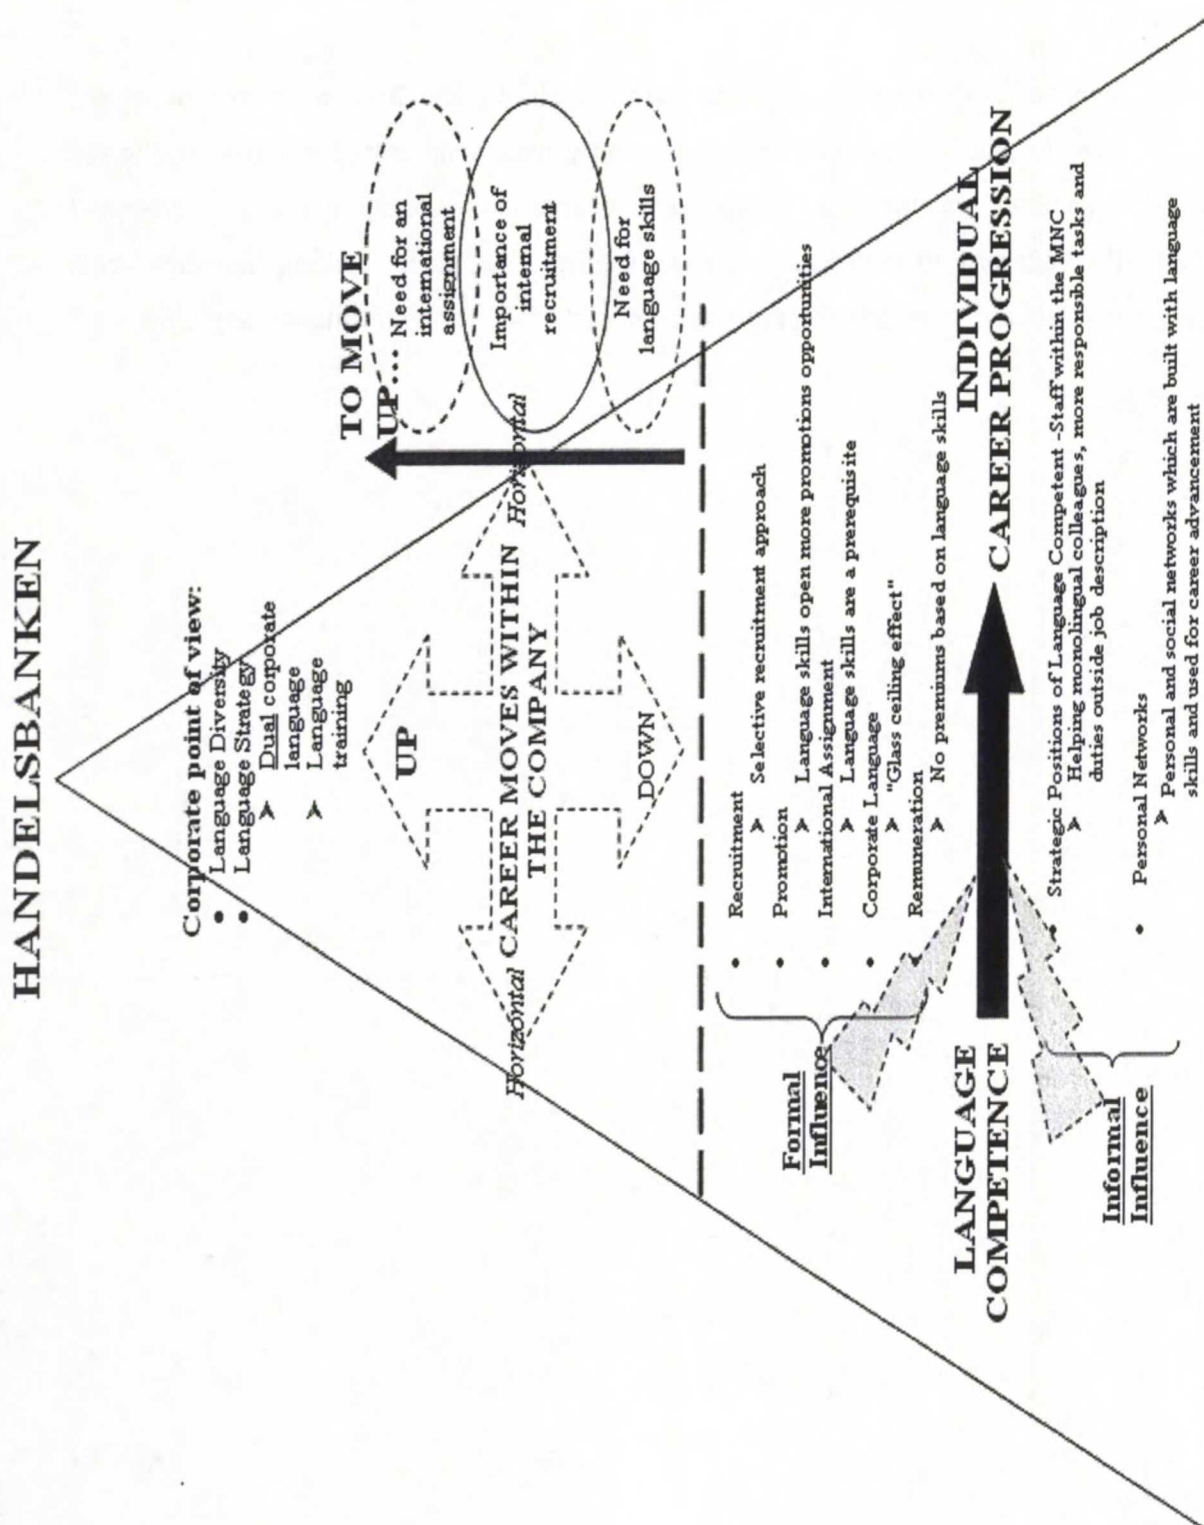 HANDELSBANKEN
Corporate point of view:
• Language Diversity
• Language Strategy
➤ Dual corporate
language
➤ Language
training
UP
Horizontal CAREER MOVES WITHIN Horizontal
THE COMPANY
DOWN
TO MOVE
UP....
Need for an
international
assignment
Importance of
internal
recruitment
Need for
language skills
Formal
Influence
• Recruitment
➤ Selective recruitment approach
• Promotion
➤ Language skills open more promotions opportunities
• International Assignment
➤ Language skills are a prerequisite
• Corporate Language
➤ "Glass ceiling effect"
• Remuneration
➤ No premiums based on language skills
LANGUAGE
COMPETENCE
INDIVIDUAL
CAREER PROGRESSION
Informal
Influence
• Strategic Positions of Language Competent -Staff within the MNC
➤ Helping monolingual colleagues, more responsible tasks and
duties outside job description
• Personal Networks
➤ Personal and social networks which are built with language
skills and used for career advancement